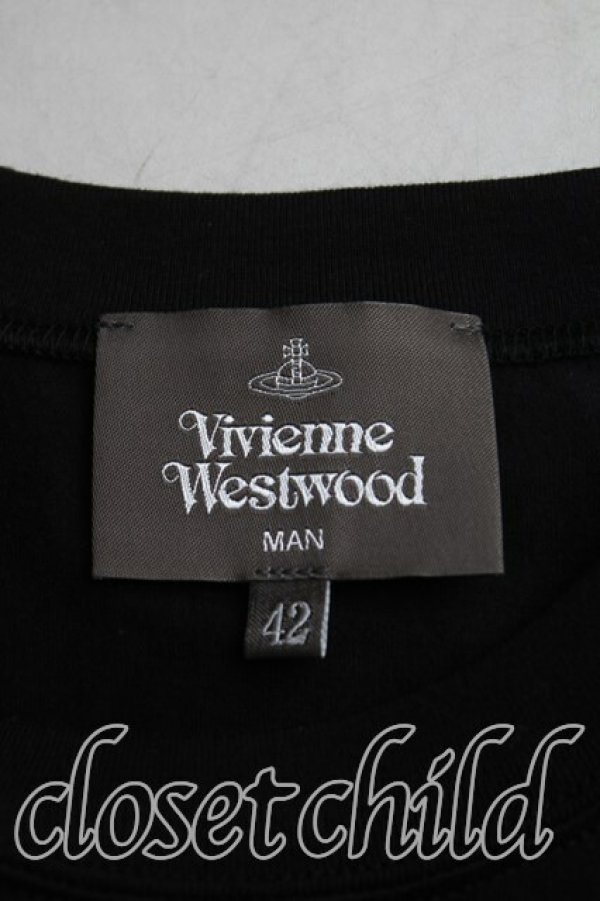 Vivienne
Westwood
MAN
42
closet child